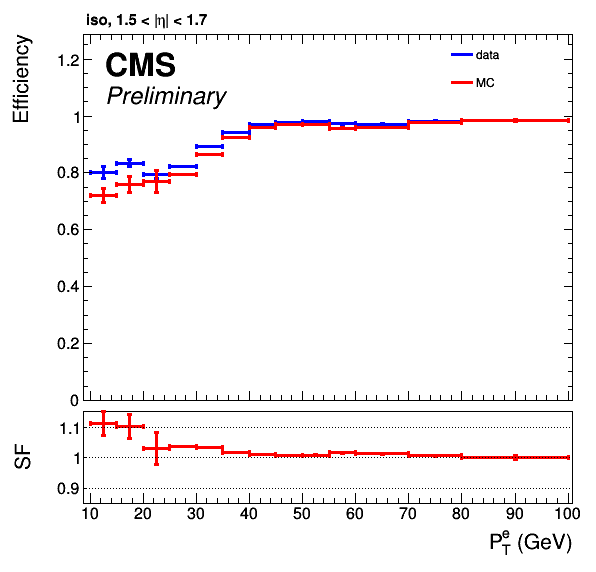 iso, 1.5 < |η| < 1.7
Efficiency
CMS
Preliminary
data
MC
1.2
1
0.8
0.6
0.4
0.2
0
SF
1.1
1
0.9
10 20 30 40 50 60 70 80 90 100
P_T^e (GeV)